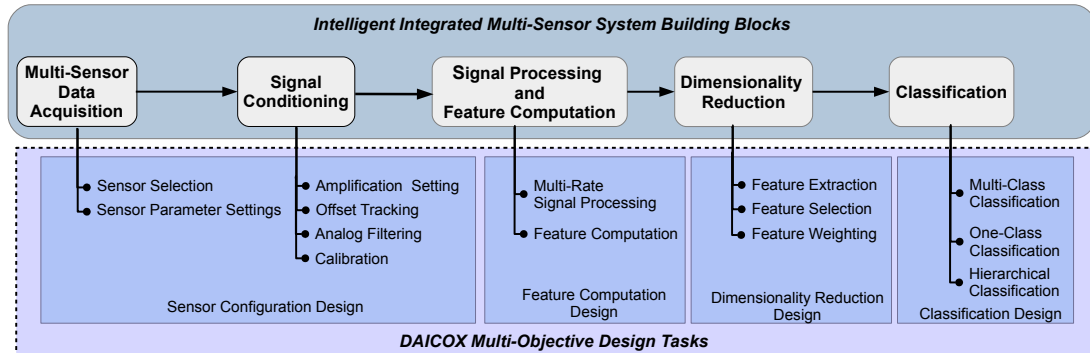 Intelligent Integrated Multi-Sensor System Building Blocks
Multi-Sensor
Data
Acquisition
Signal
Conditioning
Signal Processing
and
Feature Computation
Dimensionality
Reduction
Classification
Sensor Selection
Sensor Parameter Settings
Amplification Setting
Offset Tracking
Analog Filtering
Calibration
Sensor Configuration Design
Multi-Rate
Signal Processing
Feature Computation
Feature Computation
Design
Feature Extraction
Feature Selection
Feature Weighting
Dimensionality Reduction
Design
Multi-Class
Classification
One-Class
Classification
Hierarchical
Classification
Classification Design
DAICOX Multi-Objective Design Tasks